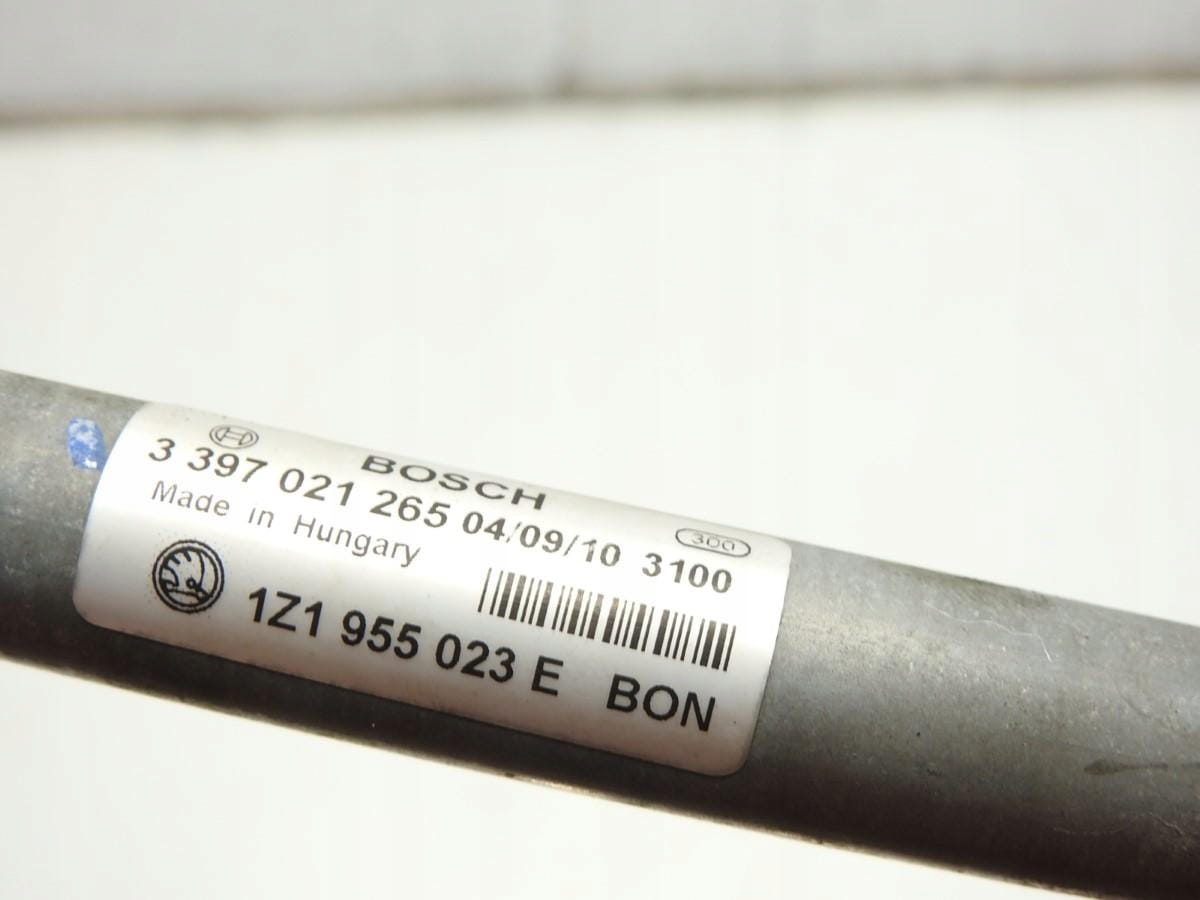 BOSCH
3 397 021 265 04/09/10 3100
Made in Hungary
1Z1 955 023 E BON